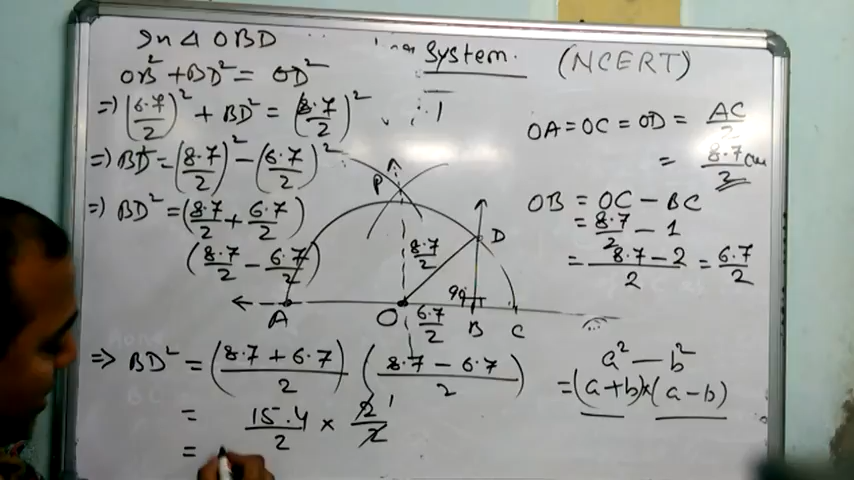 In Δ OBD
System. (NCERT)
OB² + BD² = OD²
=> (6.7/2)² + BD² = (8.7/2)²
=> BD² = (8.7/2)² - (6.7/2)²
=> BD² = (8.7/2 + 6.7/2)
(8.7/2 - 6.7/2)
OA = OC = OD = AC/2
= 8.7/2 cm
OB = OC - BC
= 8.7/2 - 1
= 8.7 - 2/2 = 6.7/2
P
D
8.7/2
90
A O 6.7/2 B C
=> BD² = (8.7 + 6.7/2) (8.7 - 6.7/2)
= 15.4/2 × 2/2 1
=
a² - b²
= (a+b)×(a-b)